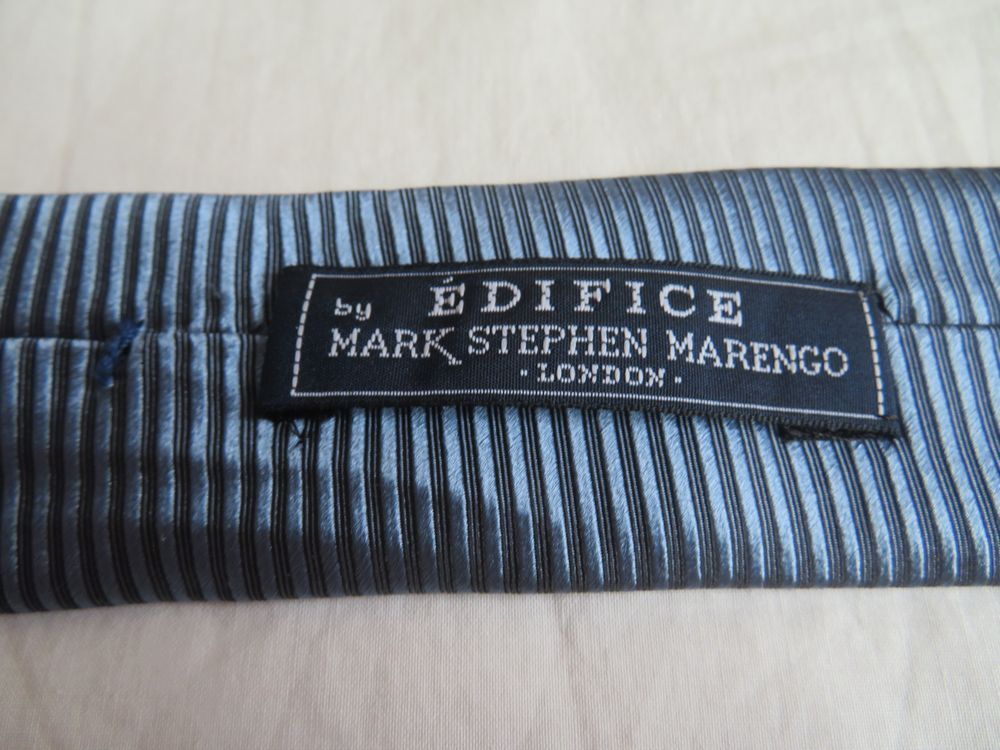 ÉDIFICE
by MARK STEPHEN MARENGO
· LONDON ·